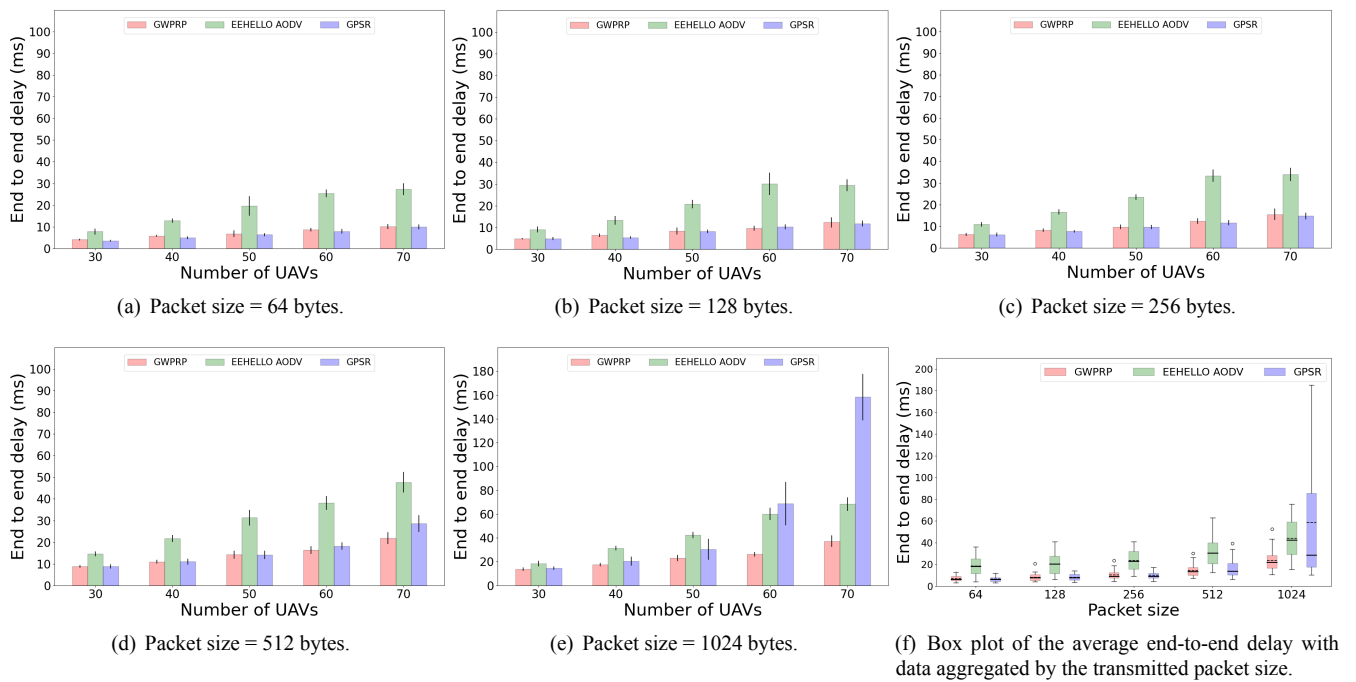 GWPRP EEHELLO AODV GPSR
End to end delay (ms)
100
90
80
70
60
50
40
30
20
10
0
30 40 50 60 70
Number of UAVs
(a) Packet size = 64 bytes.
GWPRP EEHELLO AODV GPSR
End to end delay (ms)
100
90
80
70
60
50
40
30
20
10
0
30 40 50 60 70
Number of UAVs
(b) Packet size = 128 bytes.
GWPRP EEHELLO AODV GPSR
End to end delay (ms)
100
90
80
70
60
50
40
30
20
10
0
30 40 50 60 70
Number of UAVs
(c) Packet size = 256 bytes.
GWPRP EEHELLO AODV GPSR
End to end delay (ms)
100
90
80
70
60
50
40
30
20
10
0
30 40 50 60 70
Number of UAVs
(d) Packet size = 512 bytes.
GWPRP EEHELLO AODV GPSR
End to end delay (ms)
180
160
140
120
100
80
60
40
20
0
30 40 50 60 70
Number of UAVs
(e) Packet size = 1024 bytes.
GWPRP EEHELLO AODV GPSR
End to end delay (ms)
200
180
160
140
120
100
80
60
40
20
0
64 128 256 512 1024
Packet size
(f) Box plot of the average end-to-end delay with
data aggregated by the transmitted packet size.